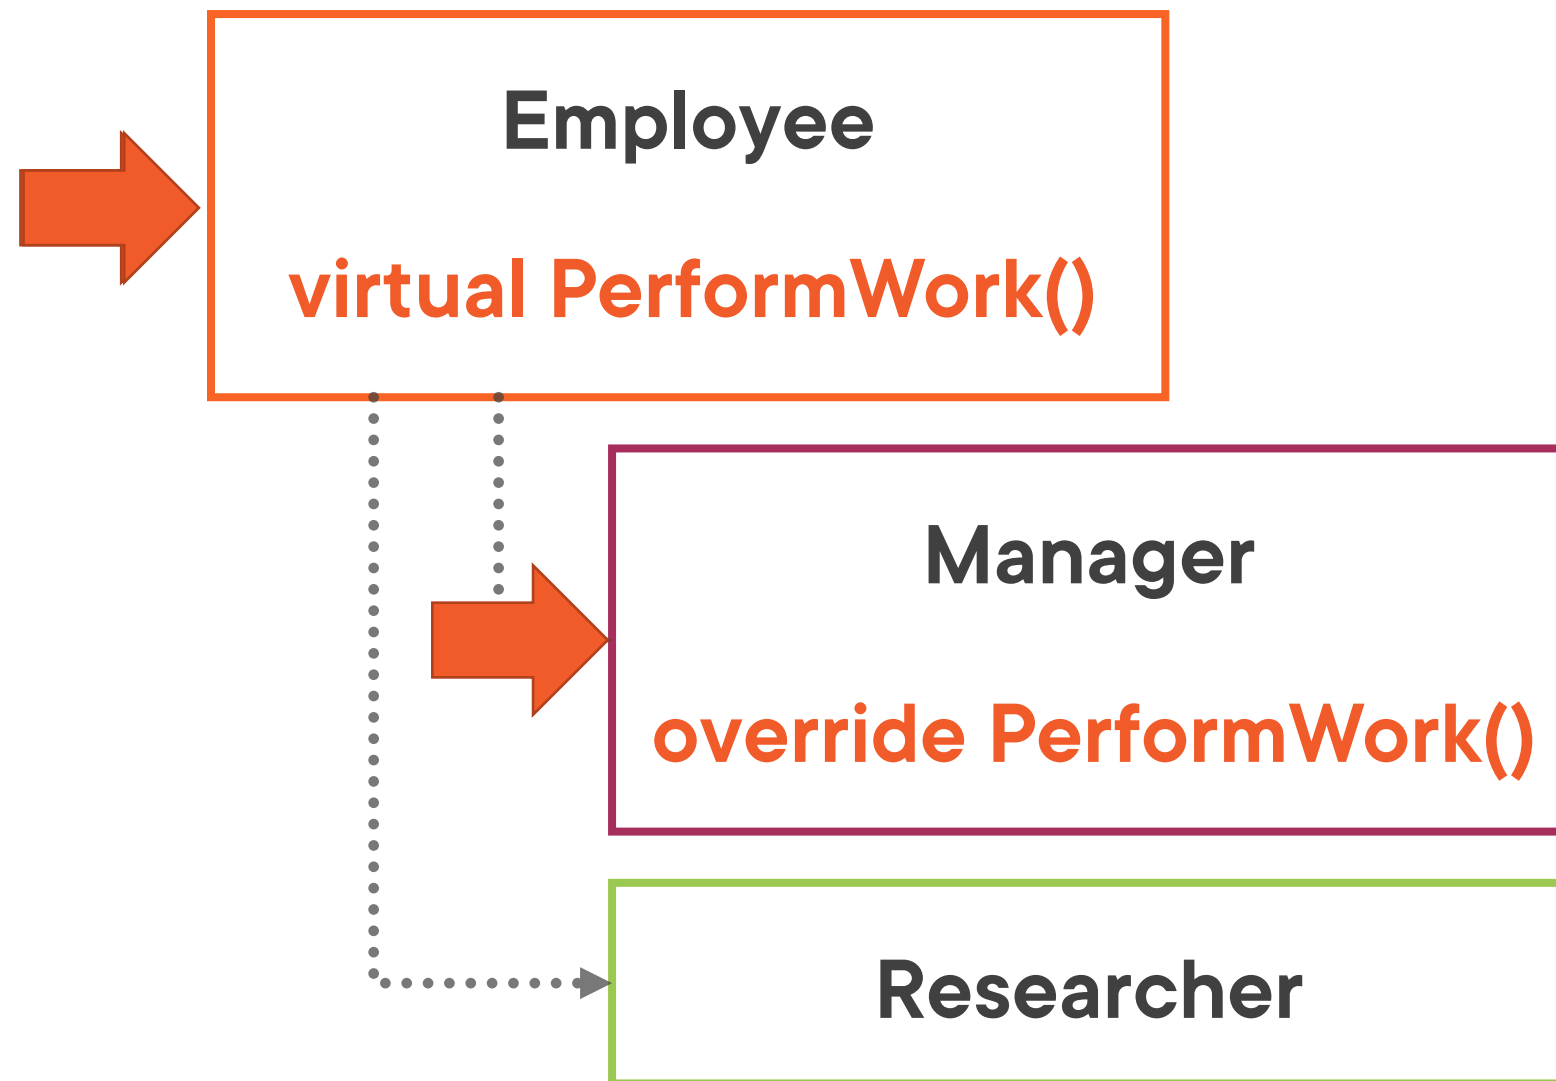 Employee
virtual PerformWork()
Manager
override PerformWork()
Researcher